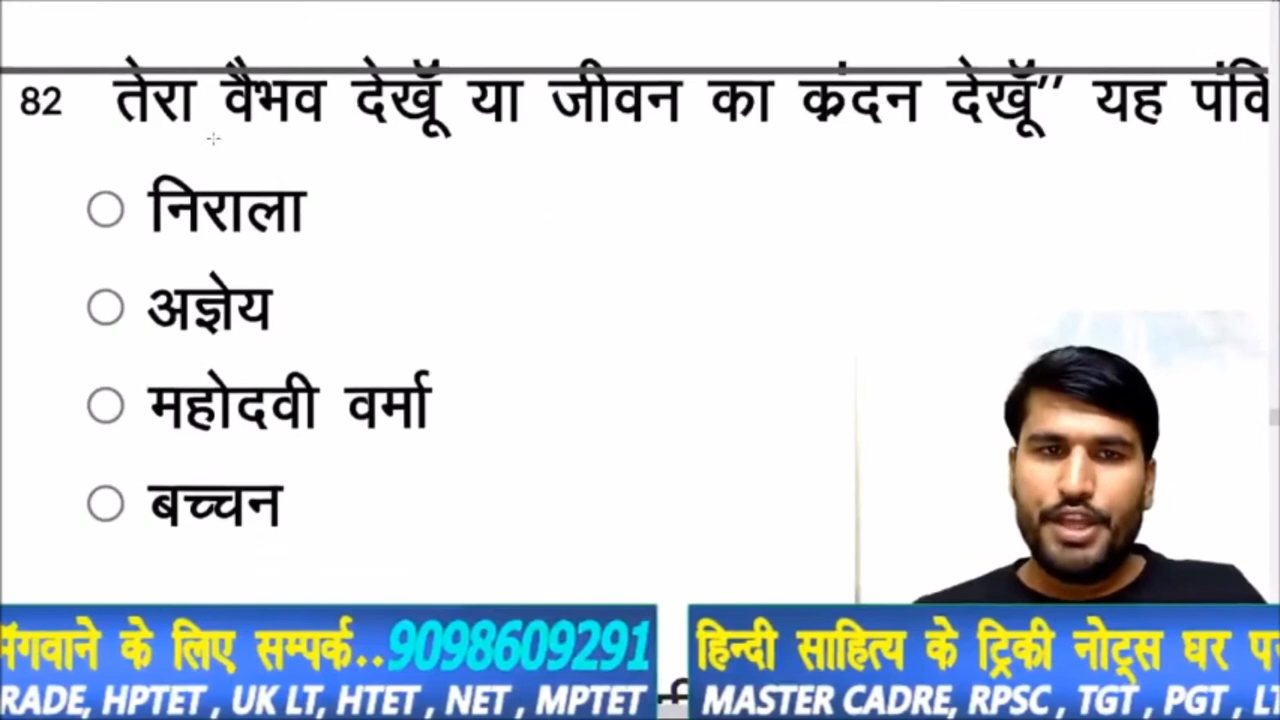 82 तेरा वैभव देखूँ या जीवन का क्रंदन देखूँ” यह पंक्ति
निराला
अज्ञेय
महोदवी वर्मा
बच्चन
मँगवाने के लिए सम्पर्क..9098609291
हिन्दी साहित्य के ट्रिकी नोट्स घर पर
RADE, HPTET , UK LT, HTET , NET , MPTET
MASTER CADRE, RPSC , TGT , PGT , LT